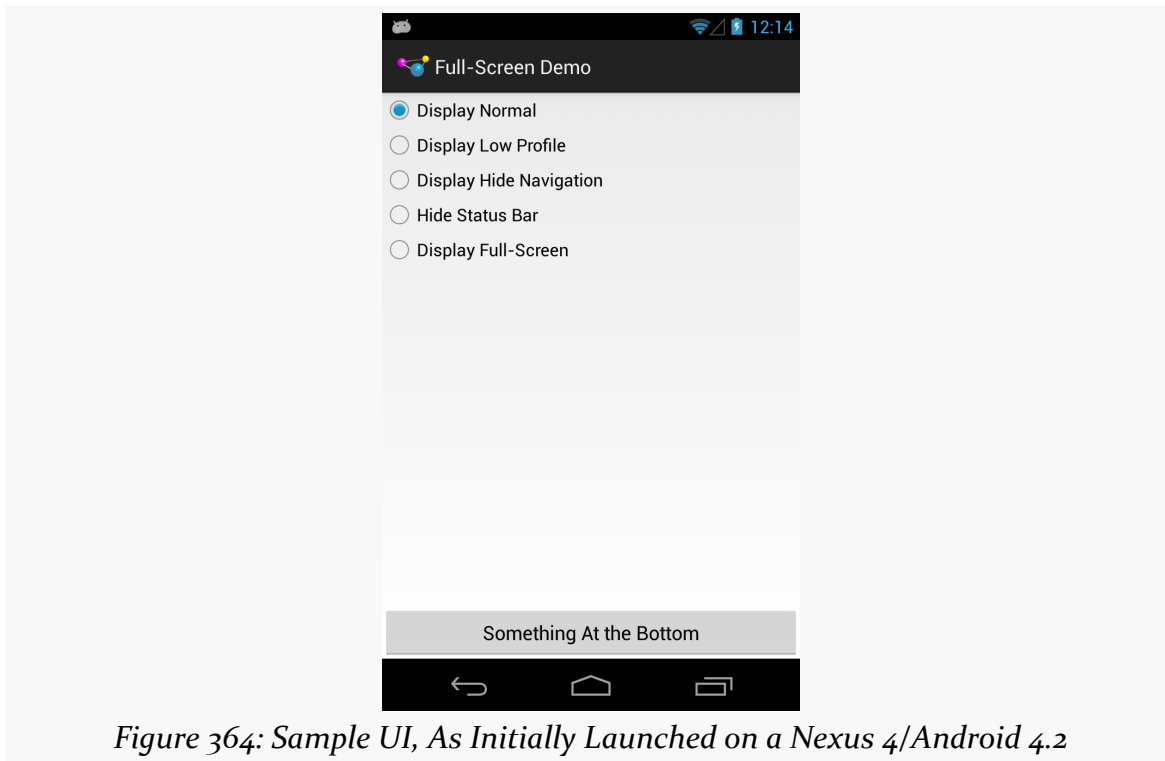 12:14
Full-Screen Demo
Display Normal
Display Low Profile
Display Hide Navigation
Hide Status Bar
Display Full-Screen
Something At the Bottom
Figure 364: Sample UI, As Initially Launched on a Nexus 4/Android 4.2